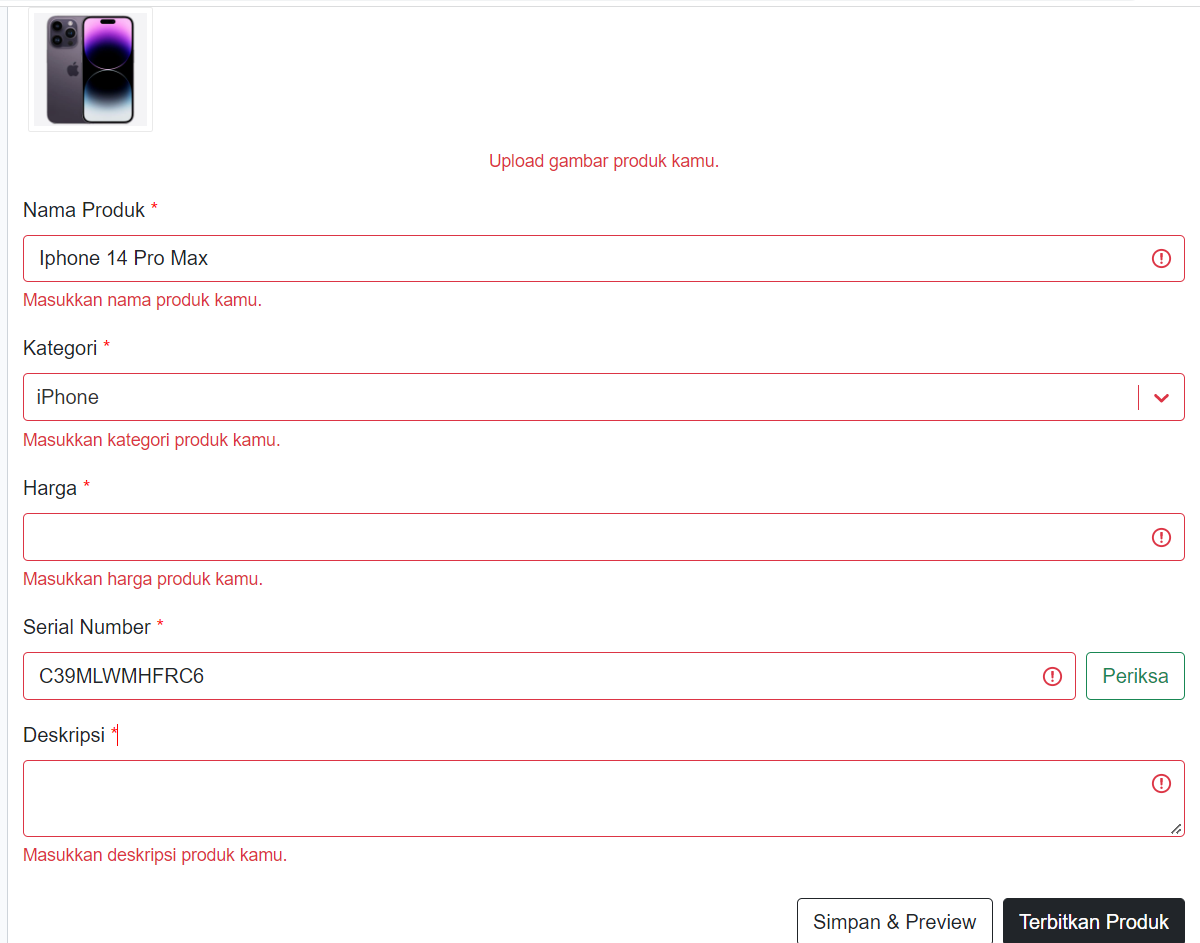 Upload gambar produk kamu.
Nama Produk *
Iphone 14 Pro Max
Masukkan nama produk kamu.
Kategori *
iPhone
Masukkan kategori produk kamu.
Harga *
Masukkan harga produk kamu.
Serial Number *
C39MLWMHFRC6
Periksa
Deskripsi *
Masukkan deskripsi produk kamu.
Simpan & Preview
Terbitkan Produk